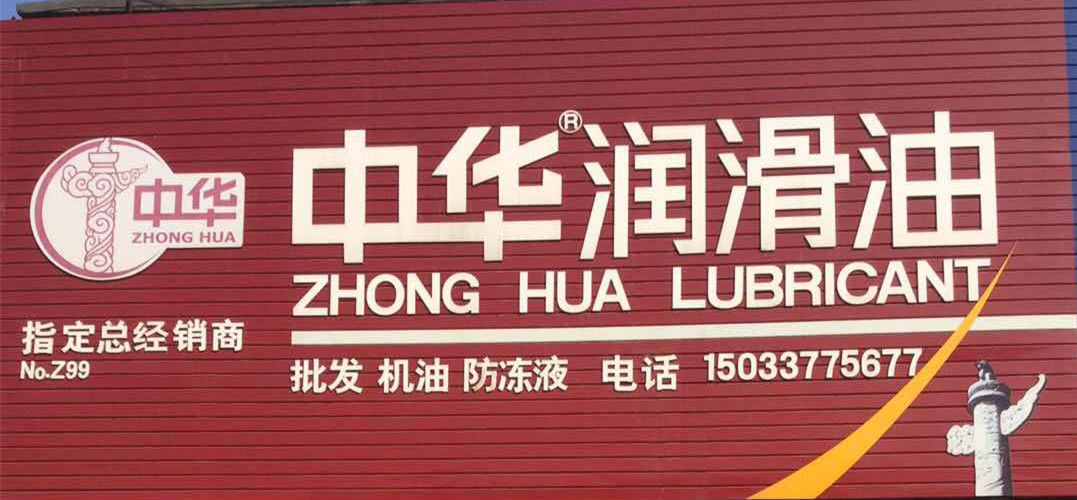 中华
ZHONG HUA
指定总经销商
No.Z99
中华®润滑油
ZHONG HUA LUBRICANT
批发 机油 防冻液 电话 15033775677